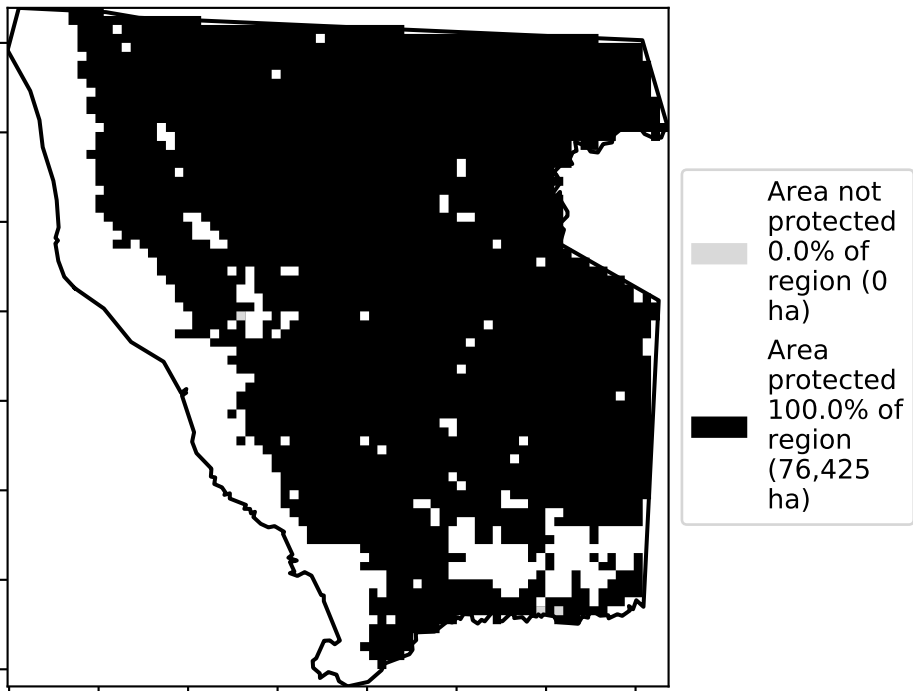 Area not
protected
0.0% of
region (0
ha)
Area
protected
100.0% of
region
(76,425
ha)